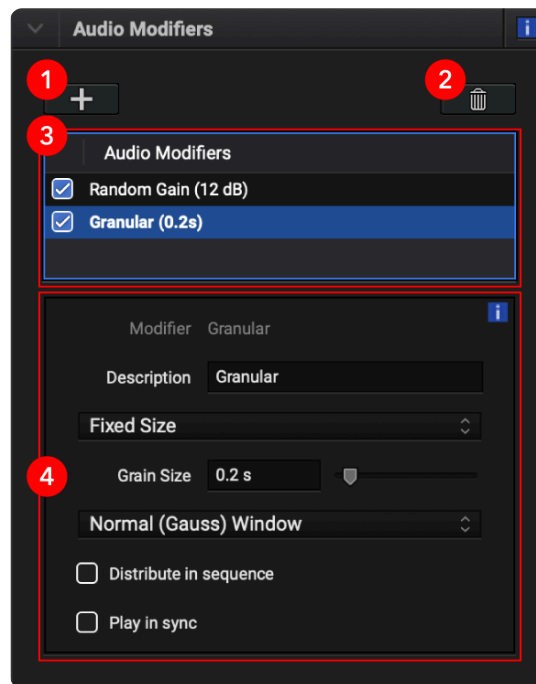 Audio Modifiers
i
1
+
2
3
Audio Modifiers
Random Gain (12 dB)
Granular (0.2s)
i
Modifier Granular
Description Granular
Fixed Size
4
Grain Size 0.2 s
Normal (Gauss) Window
Distribute in sequence
Play in sync